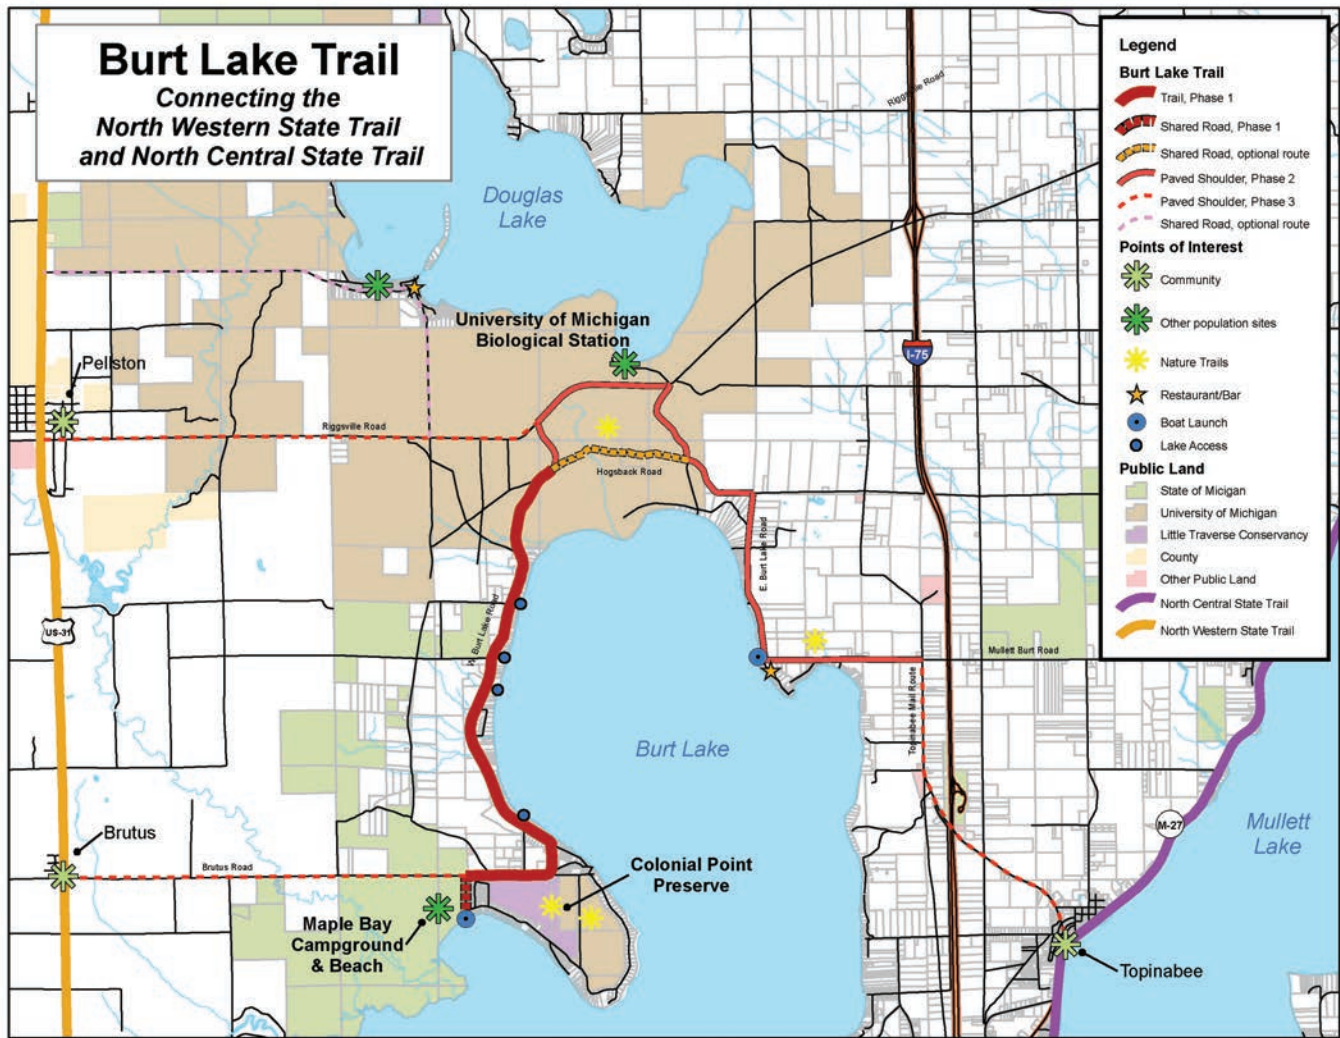 Burt Lake Trail
Connecting the
North Western State Trail
and North Central State Trail
Legend
Burt Lake Trail
Trail, Phase 1
Shared Road, Phase 1
Shared Road, optional route
Paved Shoulder, Phase 2
Paved Shoulder, Phase 3
Shared Road, optional route
Points of Interest
Community
Other population sites
Nature Trails
Restaurant/Bar
Boat Launch
Lake Access
Public Land
State of Micigan
University of Michigan
Little Traverse Conservancy
County
Other Public Land
North Central State Trail
North Western State Trail
Riggsville Road
Douglas
Lake
University of Michigan
Biological Station
I-75
Pellston
Riggsville Road
Hogsback Road
E. Burt Lake Road
US-31
W. Burt Lake Road
Mullett Burt Road
Topinabee Mail Route
Burt Lake
M-27
Mullett
Lake
Brutus
Brutus Road
Colonial Point
Preserve
Maple Bay
Campground
& Beach
Topinabee